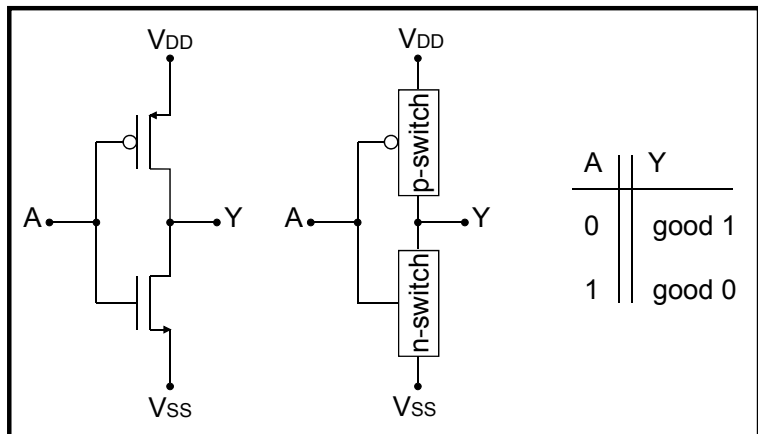 VDD
A
Y
VSS
VDD
p-switch
A
Y
n-switch
VSS
A Y
0 good 1
1 good 0